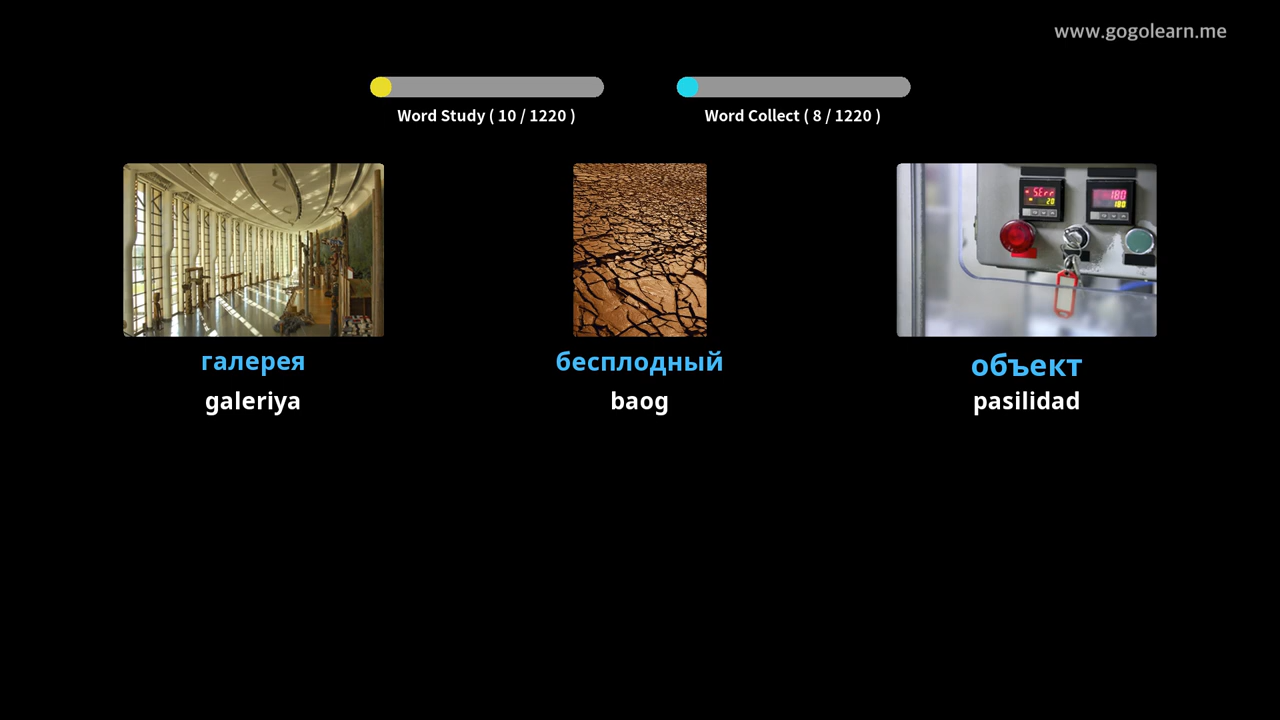 www.gogolearn.me
Word Study ( 10 / 1220 )
Word Collect ( 8 / 1220 )
галерея
galeriya
бесплодный
baog
объект
pasilidad